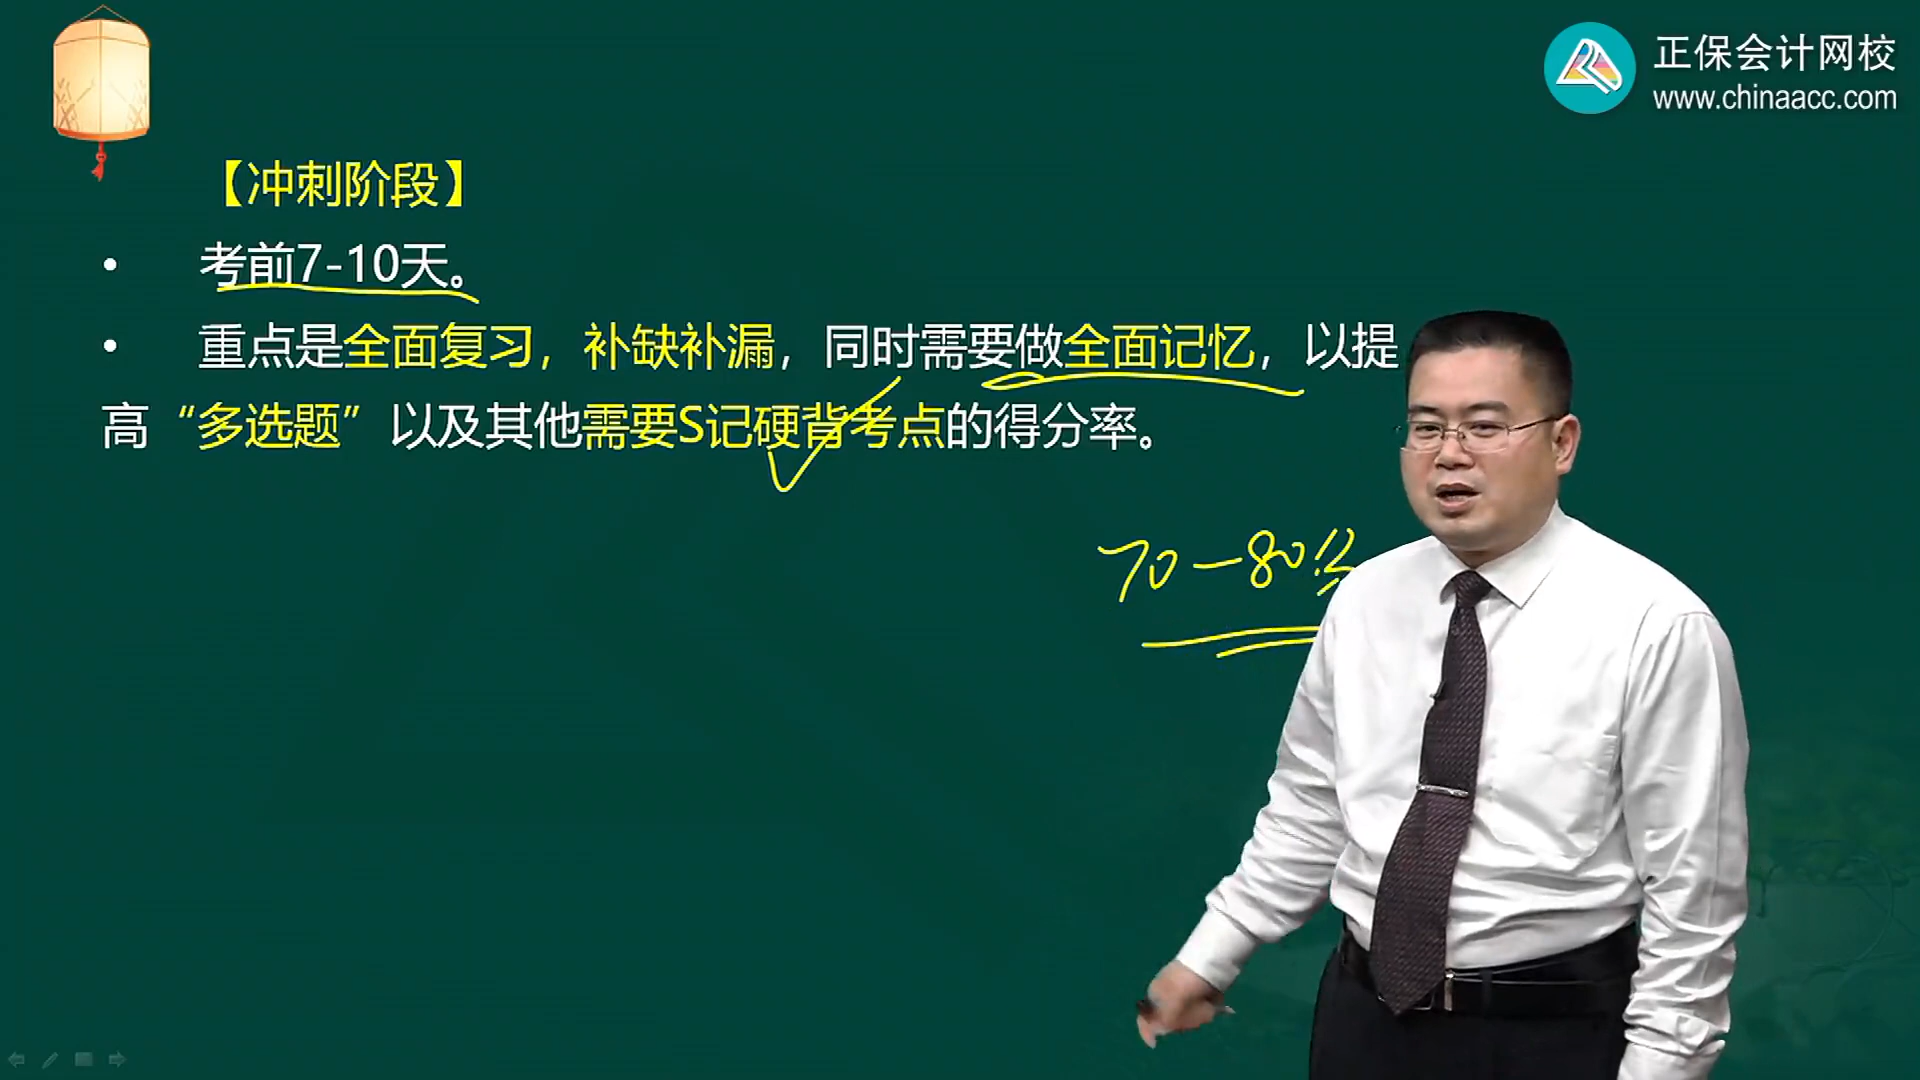 正保会计网校
www.chinaacc.com
【冲刺阶段】
• 考前7-10天。
• 重点是全面复习，补缺补漏，同时需要做全面记忆，以提
高“多选题”以及其他需要S记硬背考点的得分率。
70-80分